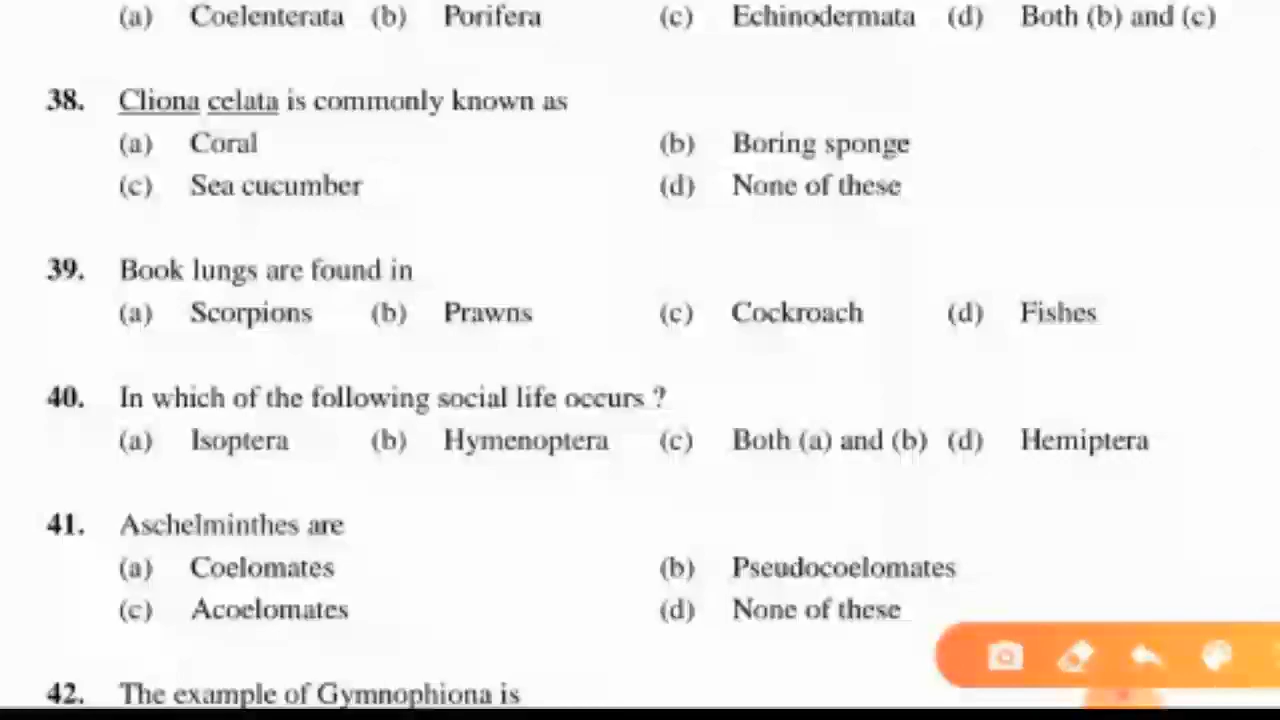 (a) Coelenterata (b) Porifera (c) Echinodermata (d) Both (b) and (c)
38. Cliona celata is commonly known as
(a) Coral (b) Boring sponge
(c) Sea cucumber (d) None of these
39. Book lungs are found in
(a) Scorpions (b) Prawns (c) Cockroach (d) Fishes
40. In which of the following social life occurs ?
(a) Isoptera (b) Hymenoptera (c) Both (a) and (b) (d) Hemiptera
41. Aschelminthes are
(a) Coelomates (b) Pseudocoelomates
(c) Acoelomates (d) None of these
42. The example of Gymnophiona is